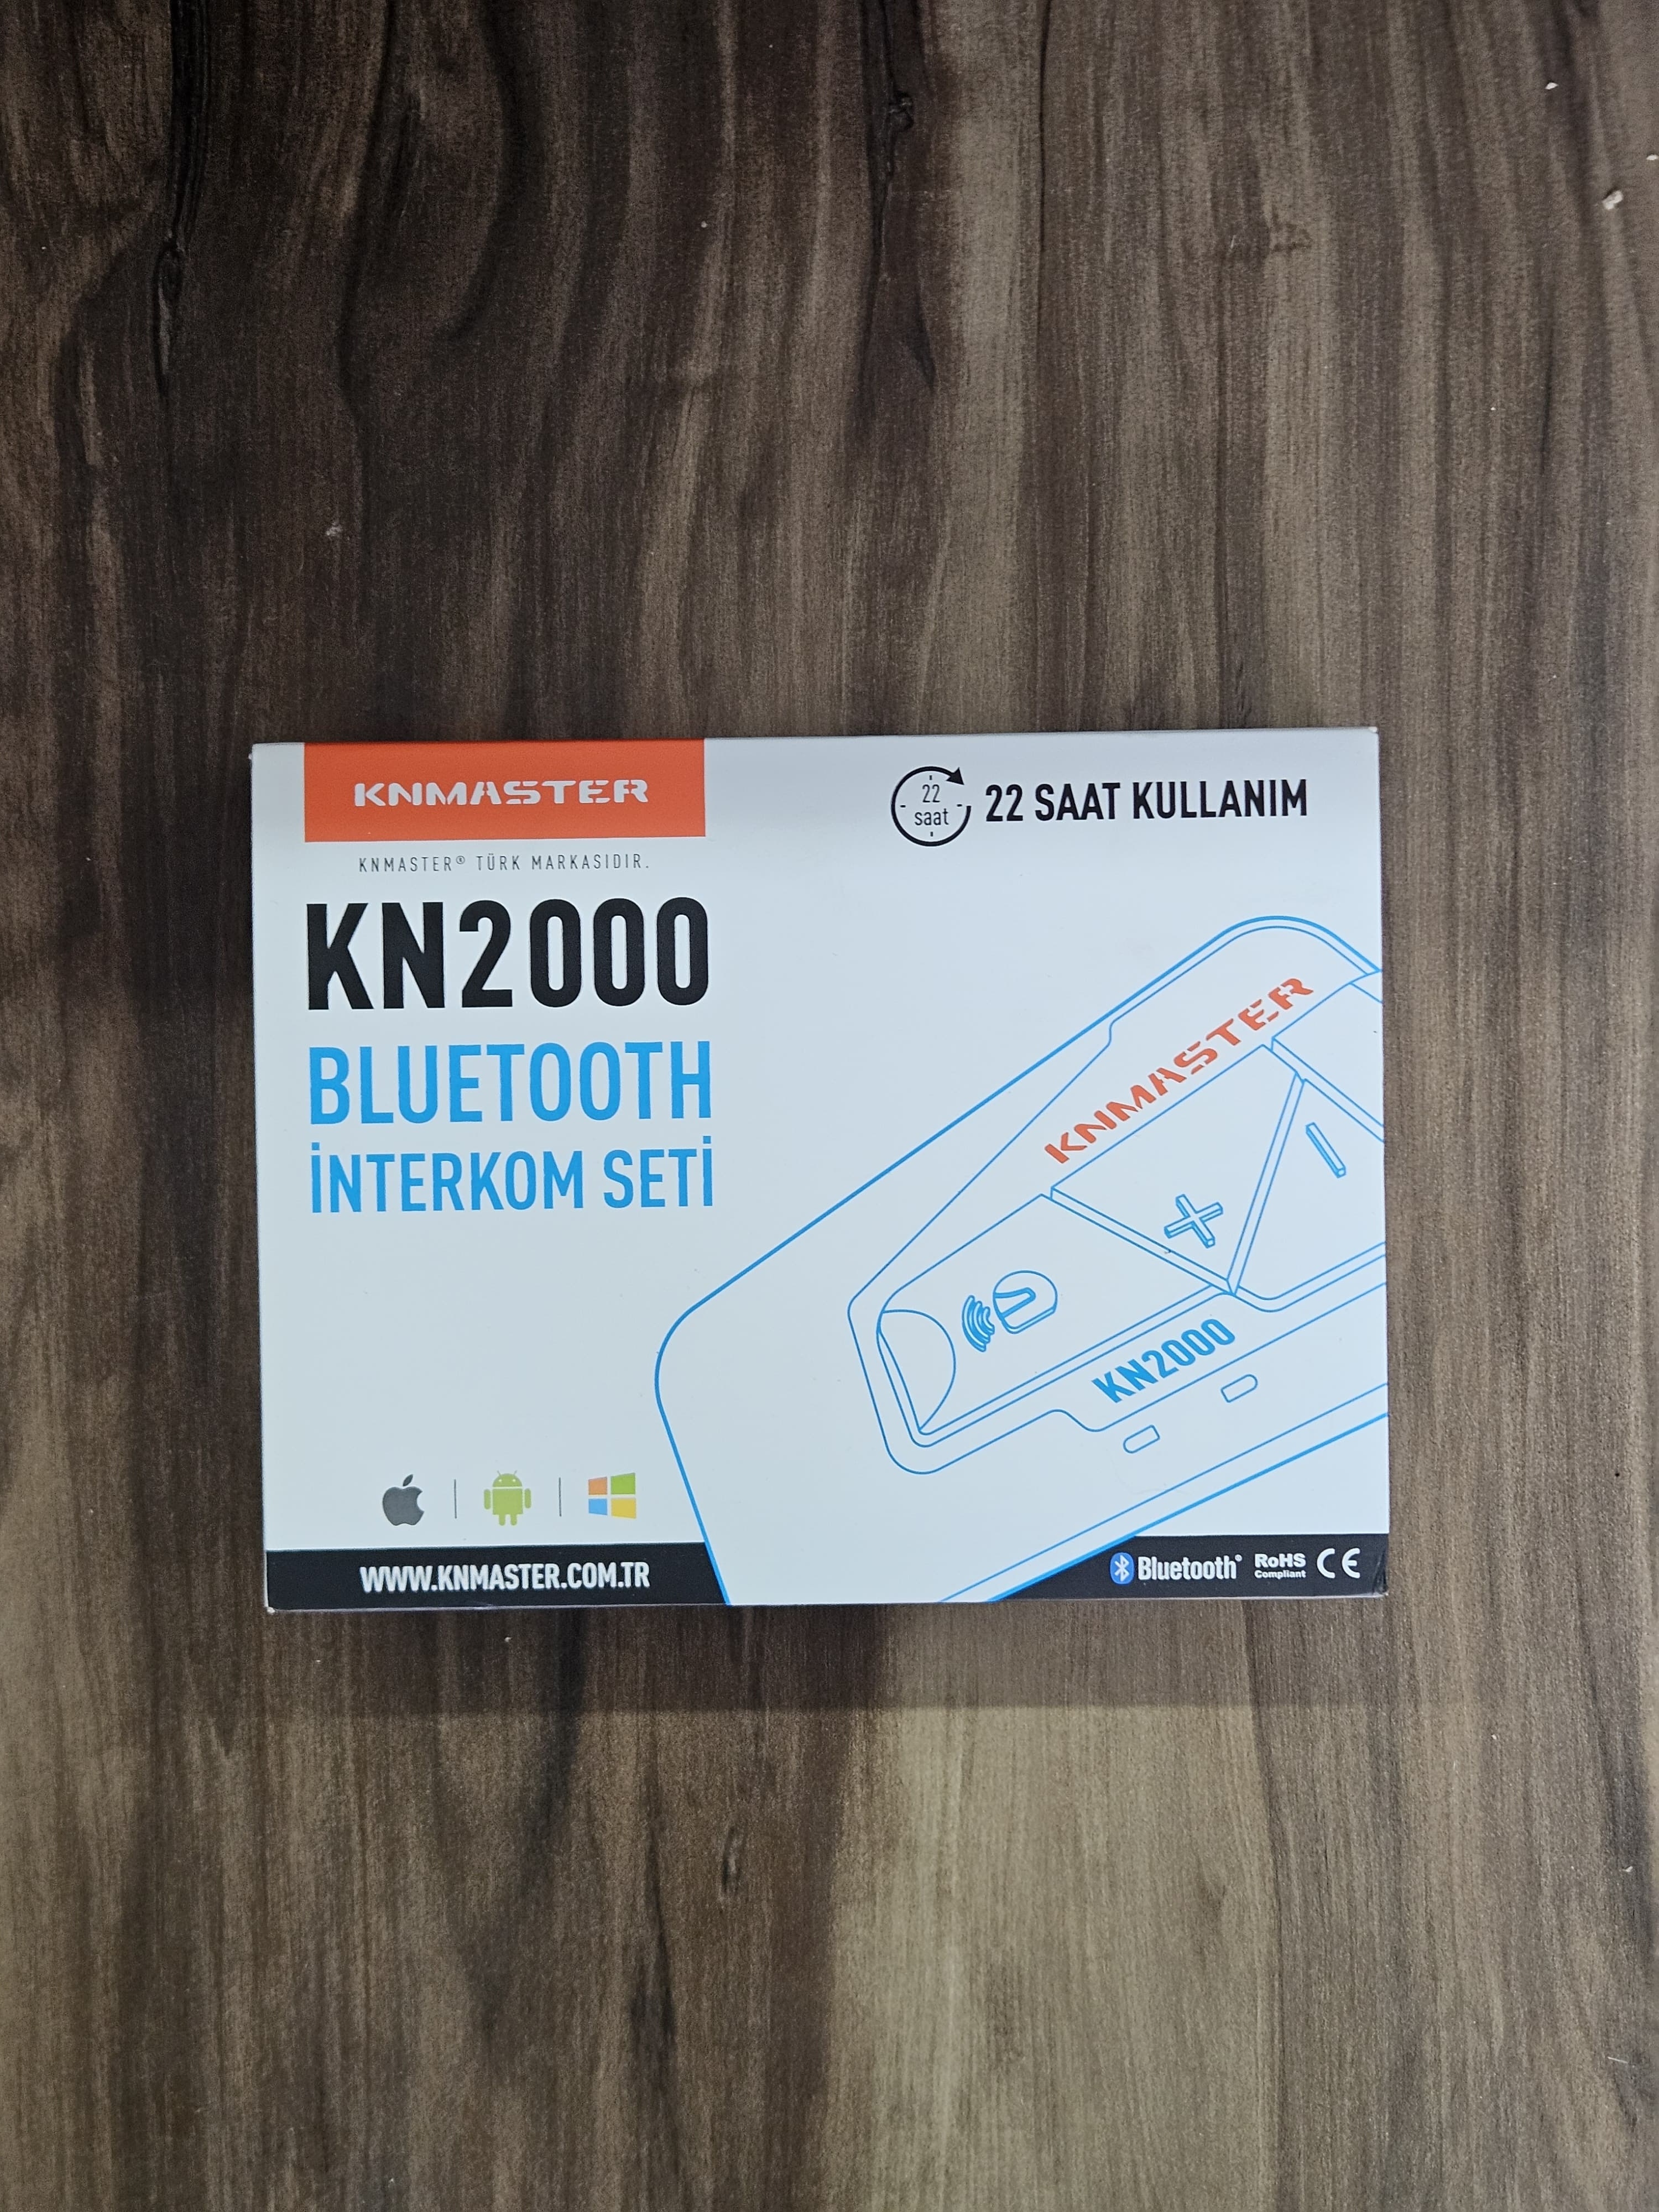 KNMASTER
KNMASTER® TÜRK MARKASIDIR.
22
saat
22 SAAT KULLANIM
KN2000
BLUETOOTH
İNTERKOM SETİ
KNMASTER
+
-
KN2000
WWW.KNMASTER.COM.TR
Bluetooth®
RoHS
Compliant
CE